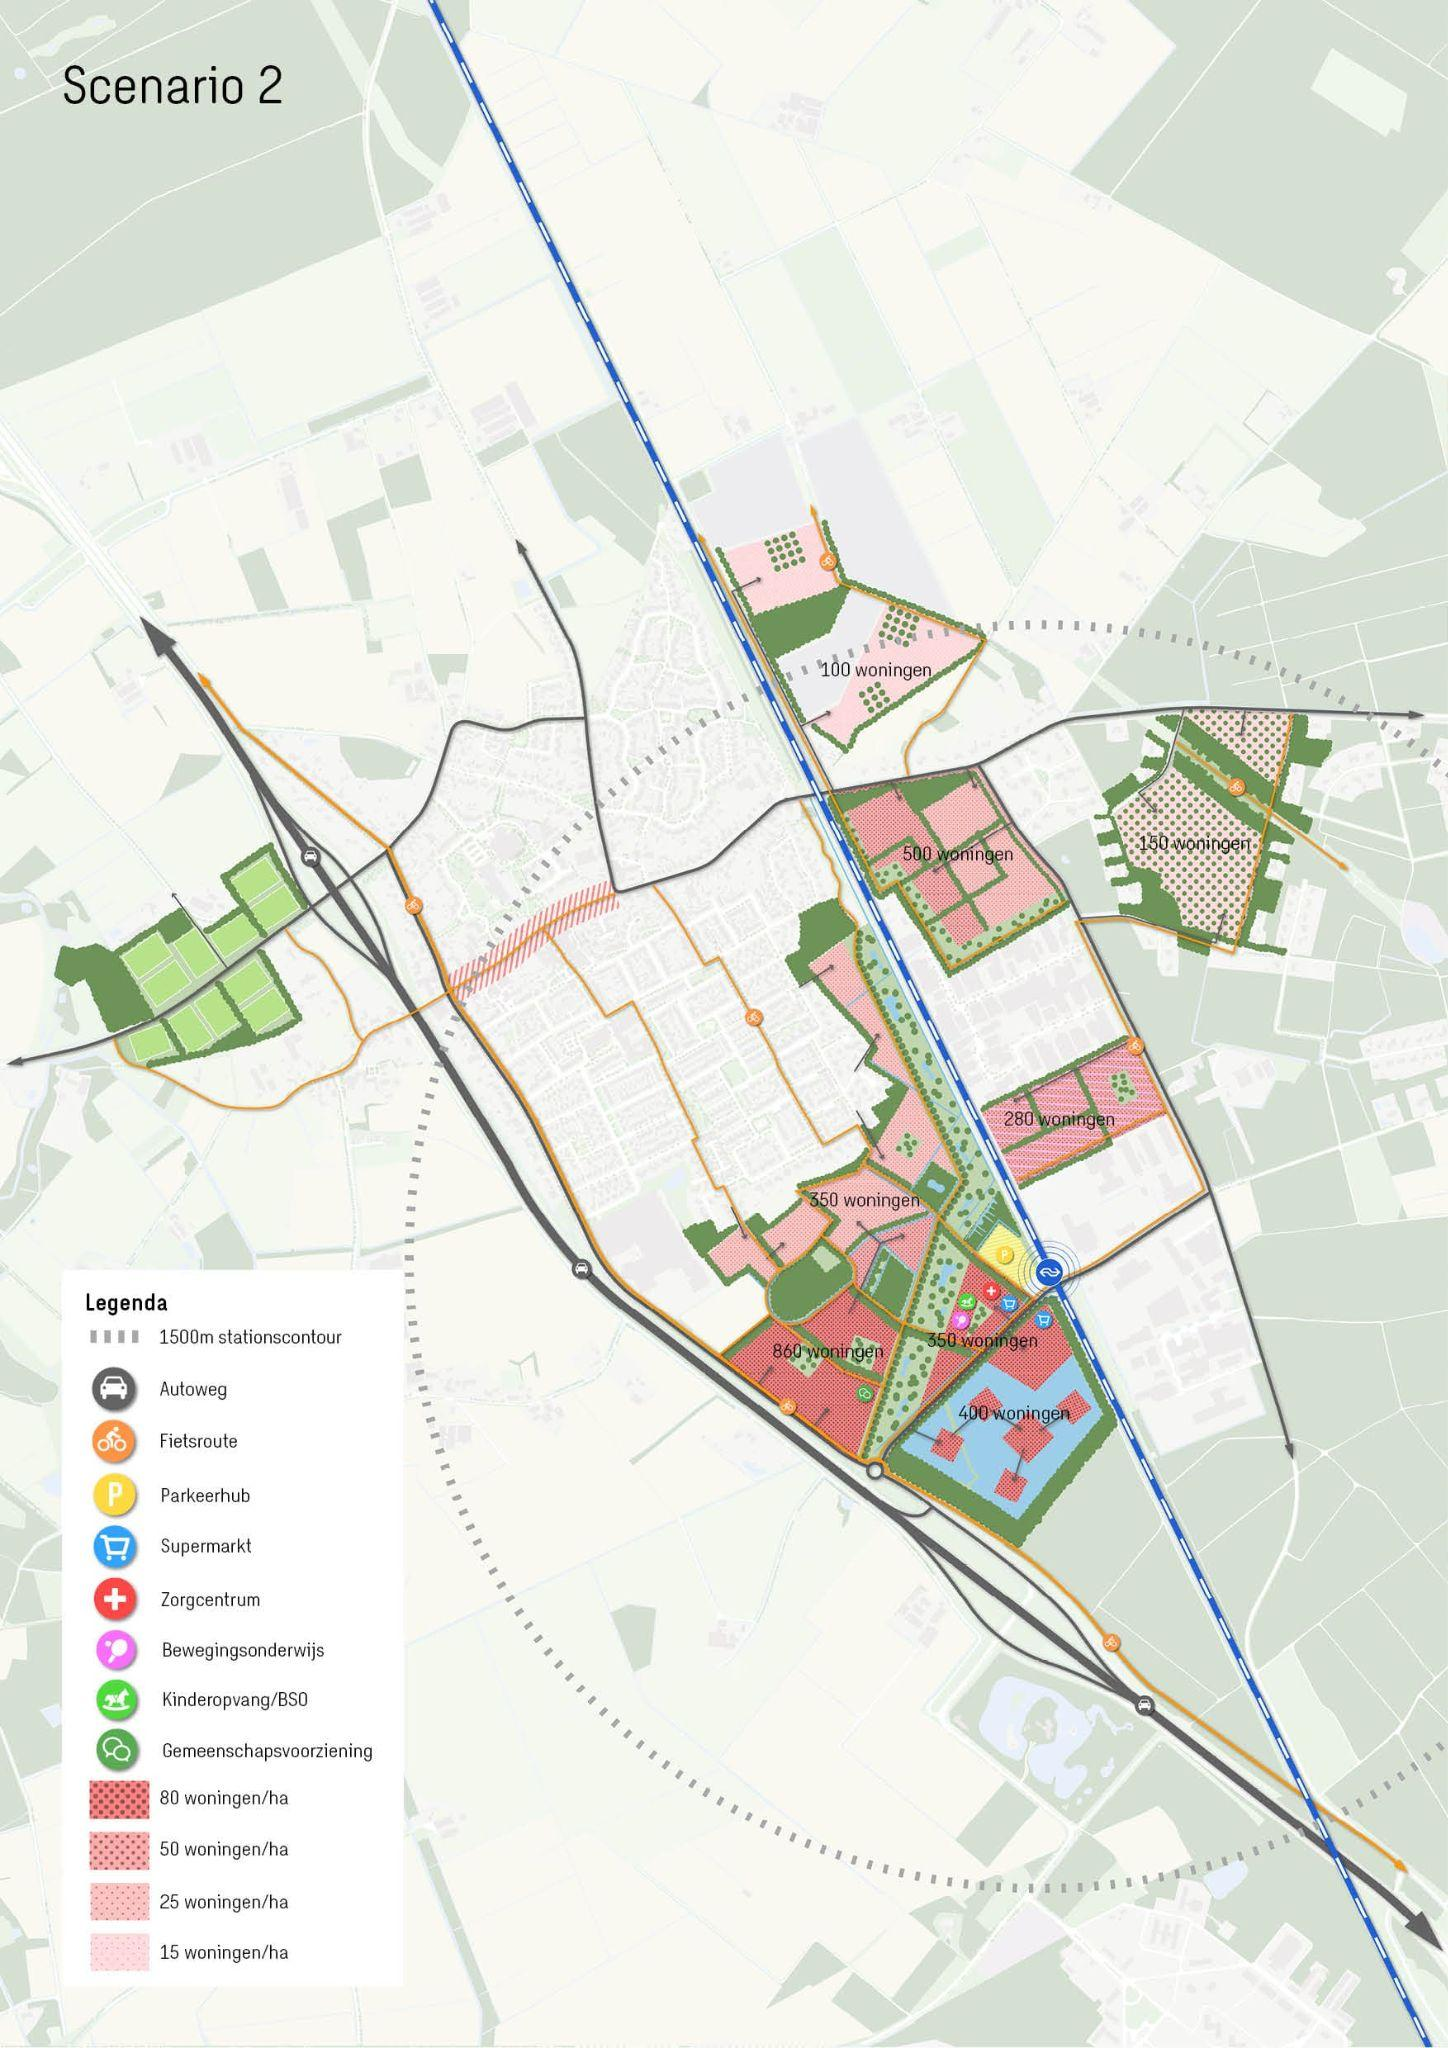 Scenario 2
100 woningen
500 woningen
150 woningen
280 woningen
350 woningen
P
350 woningen
860 woningen
400 woningen
Legenda
1500m stationscontour
Autoweg
Fietsroute
P Parkeerhub
Supermarkt
Zorgcentrum
Bewegingsonderwijs
Kinderopvang/BSO
Gemeenschapsvoorziening
80 woningen/ha
50 woningen/ha
25 woningen/ha
15 woningen/ha